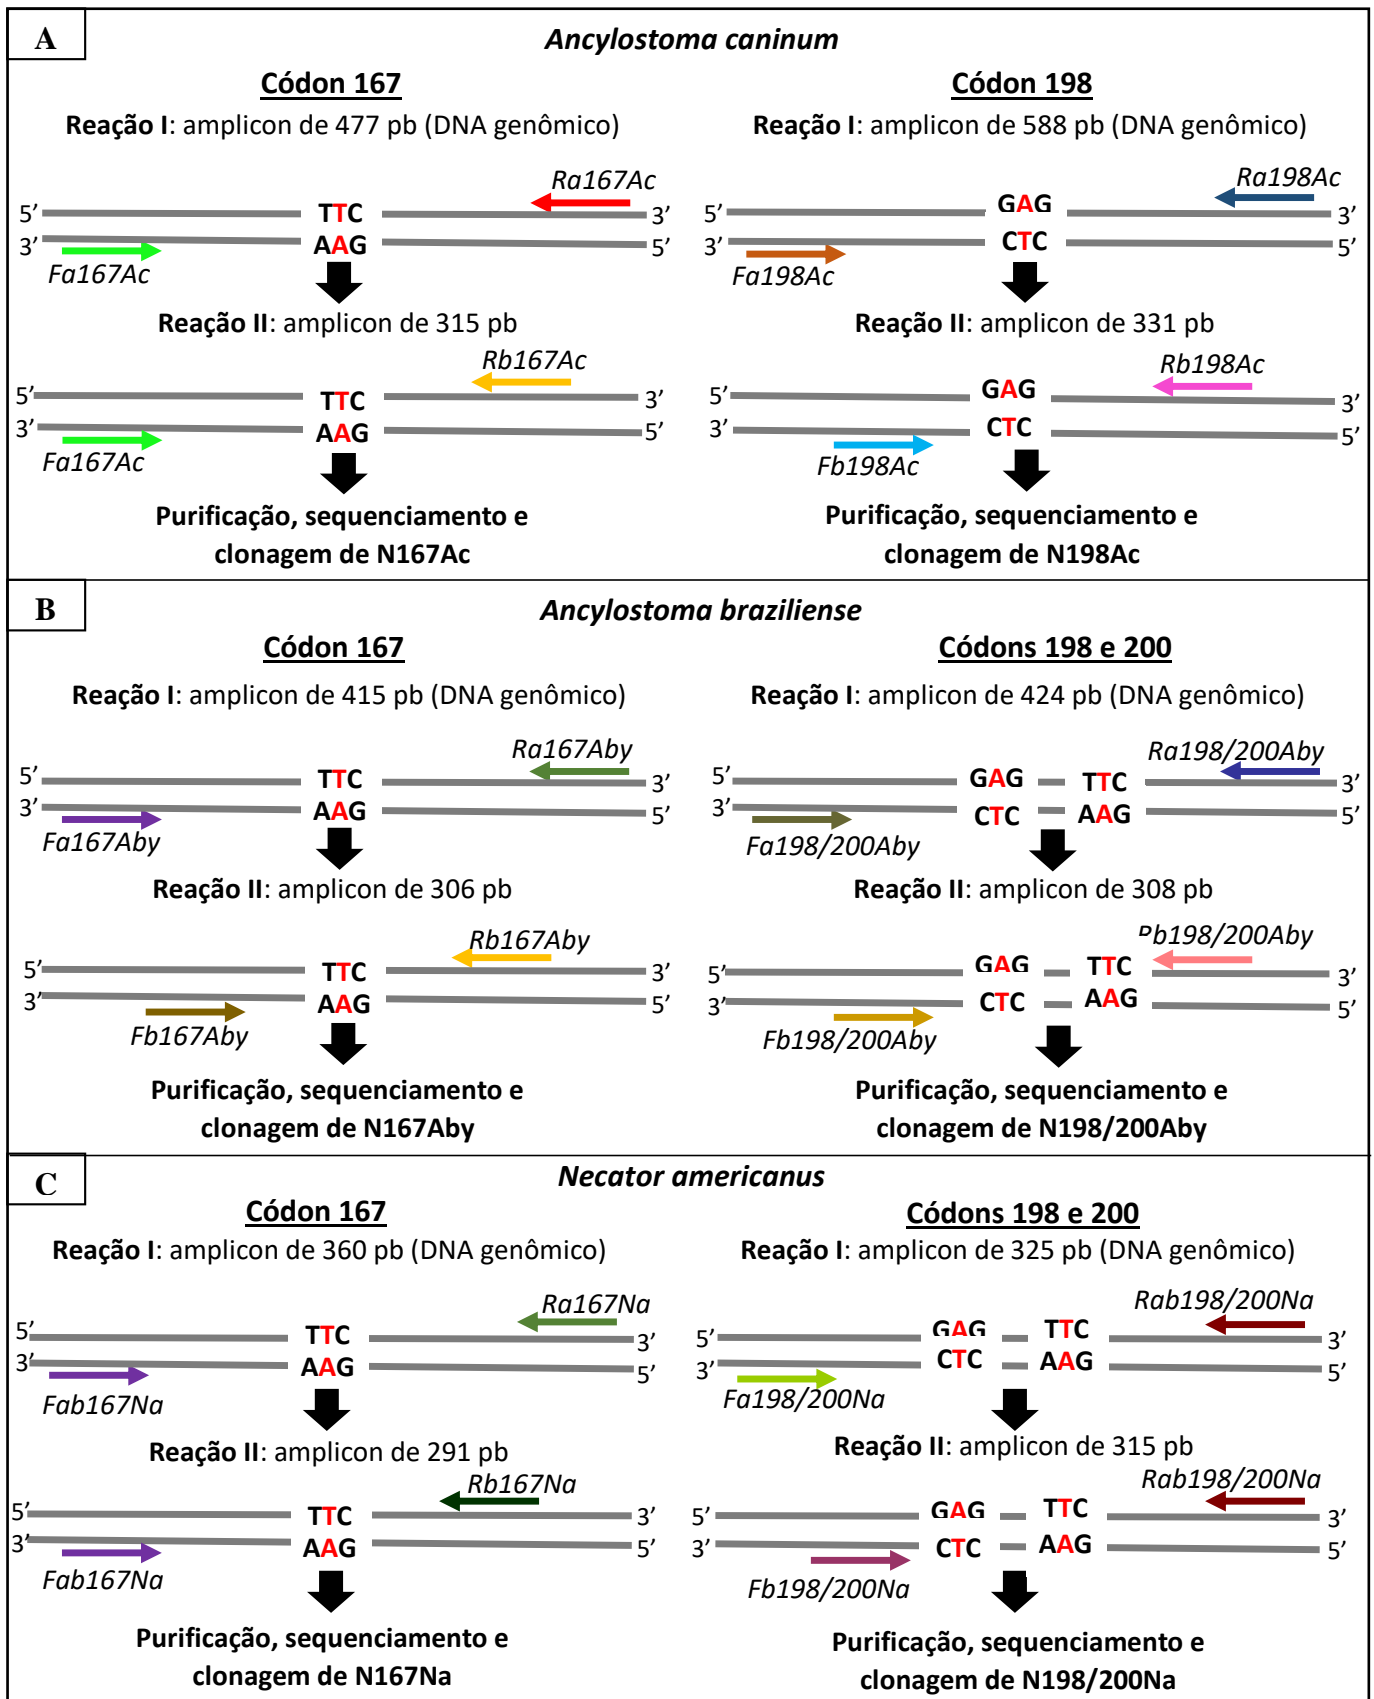 A
Ancylostoma caninum
Códon 167
Reação I: amplicon de 477 pb (DNA genômico)
Ra167Ac
5’ TTC 3’
3’ AAG 5’
Fa167Ac
Reação II: amplicon de 315 pb
Rb167Ac
5’ TTC 3’
3’ AAG 5’
Fa167Ac
Purificação, sequenciamento e
clonagem de N167Ac
Códon 198
Reação I: amplicon de 588 pb (DNA genômico)
Ra198Ac
5’ GAG 3’
3’ CTC 5’
Fa198Ac
Reação II: amplicon de 331 pb
Rb198Ac
5’ GAG 3’
3’ CTC 5’
Fb198Ac
Purificação, sequenciamento e
clonagem de N198Ac
B
Ancylostoma braziliense
Códon 167
Reação I: amplicon de 415 pb (DNA genômico)
Ra167Aby
5’ TTC 3’
3’ AAG 5’
Fa167Aby
Reação II: amplicon de 306 pb
Rb167Aby
5’ TTC 3’
3’ AAG 5’
Fb167Aby
Purificação, sequenciamento e
clonagem de N167Aby
Códons 198 e 200
Reação I: amplicon de 424 pb (DNA genômico)
Ra198/200Aby
5’ GAG TTC 3’
3’ CTC AAG 5’
Fa198/200Aby
Reação II: amplicon de 308 pb
Rb198/200Aby
5’ GAG TTC 3’
3’ CTC AAG 5’
Fb198/200Aby
Purificação, sequenciamento e
clonagem de N198/200Aby
C
Necator americanus
Códon 167
Reação I: amplicon de 360 pb (DNA genômico)
Ra167Na
5’ TTC 3’
3’ AAG 5’
Fab167Na
Reação II: amplicon de 291 pb
Rb167Na
5’ TTC 3’
3’ AAG 5’
Fab167Na
Purificação, sequenciamento e
clonagem de N167Na
Códons 198 e 200
Reação I: amplicon de 325 pb (DNA genômico)
Rab198/200Na
5’ GAG TTC 3’
3’ CTC AAG 5’
Fa198/200Na
Reação II: amplicon de 315 pb
Rab198/200Na
5’ GAG TTC 3’
3’ CTC AAG 5’
Fb198/200Na
Purificação, sequenciamento e
clonagem de N198/200Na